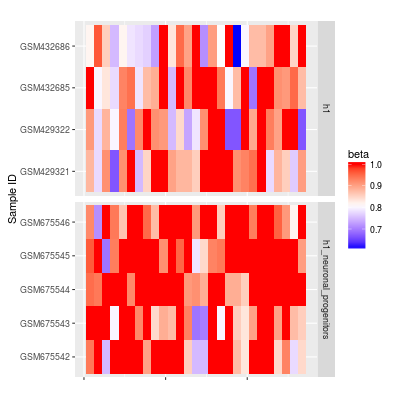 GSM432686
GSM432685
GSM429322
GSM429321
h1
GSM675546
GSM675545
GSM675544
GSM675543
GSM675542
h1_neuronal_progenitors
Sample ID
beta
1.0
0.9
0.8
0.7